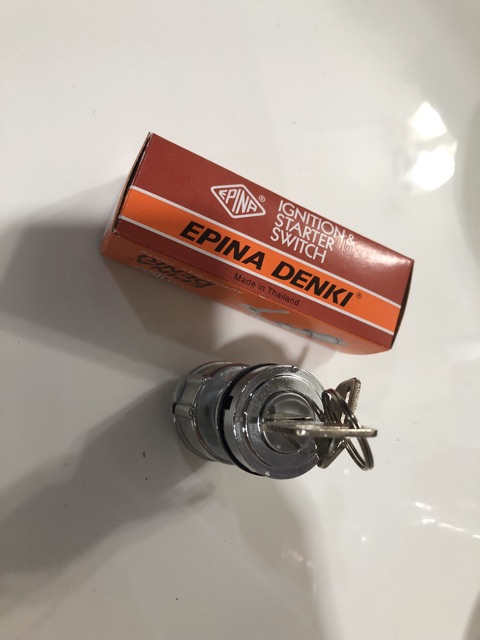 EPINA®
IGNITION &
STARTER
SWITCH
EPINA DENKI®
Made in Thailand